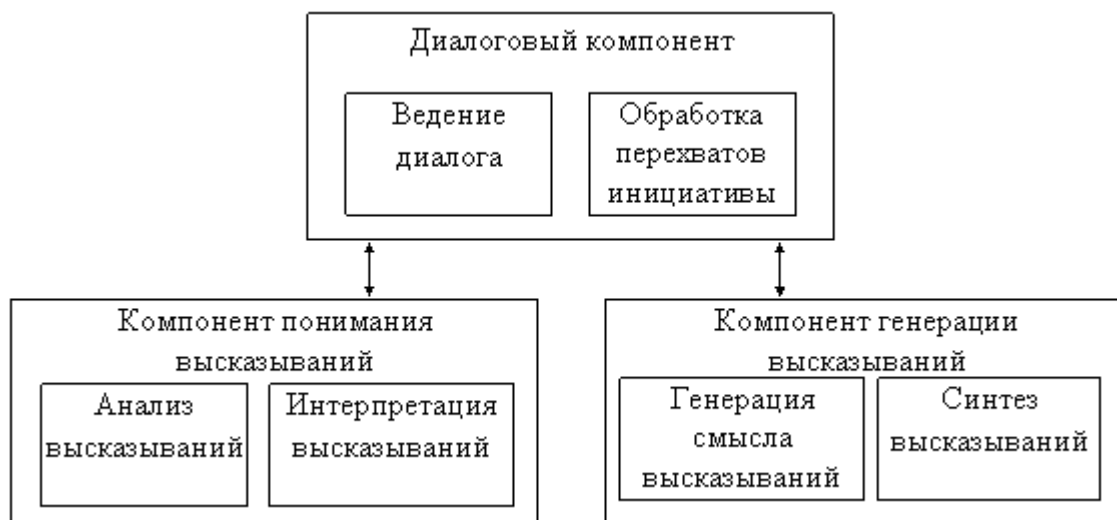 Диалоговый компонент
Ведение
диалога
Обработка
перехватов
инициативы
Компонент понимания
высказываний
Анализ
высказываний
Интерпретация
высказываний
Компонент генерации
высказываний
Генерация
смысла
высказываний
Синтез
высказываний